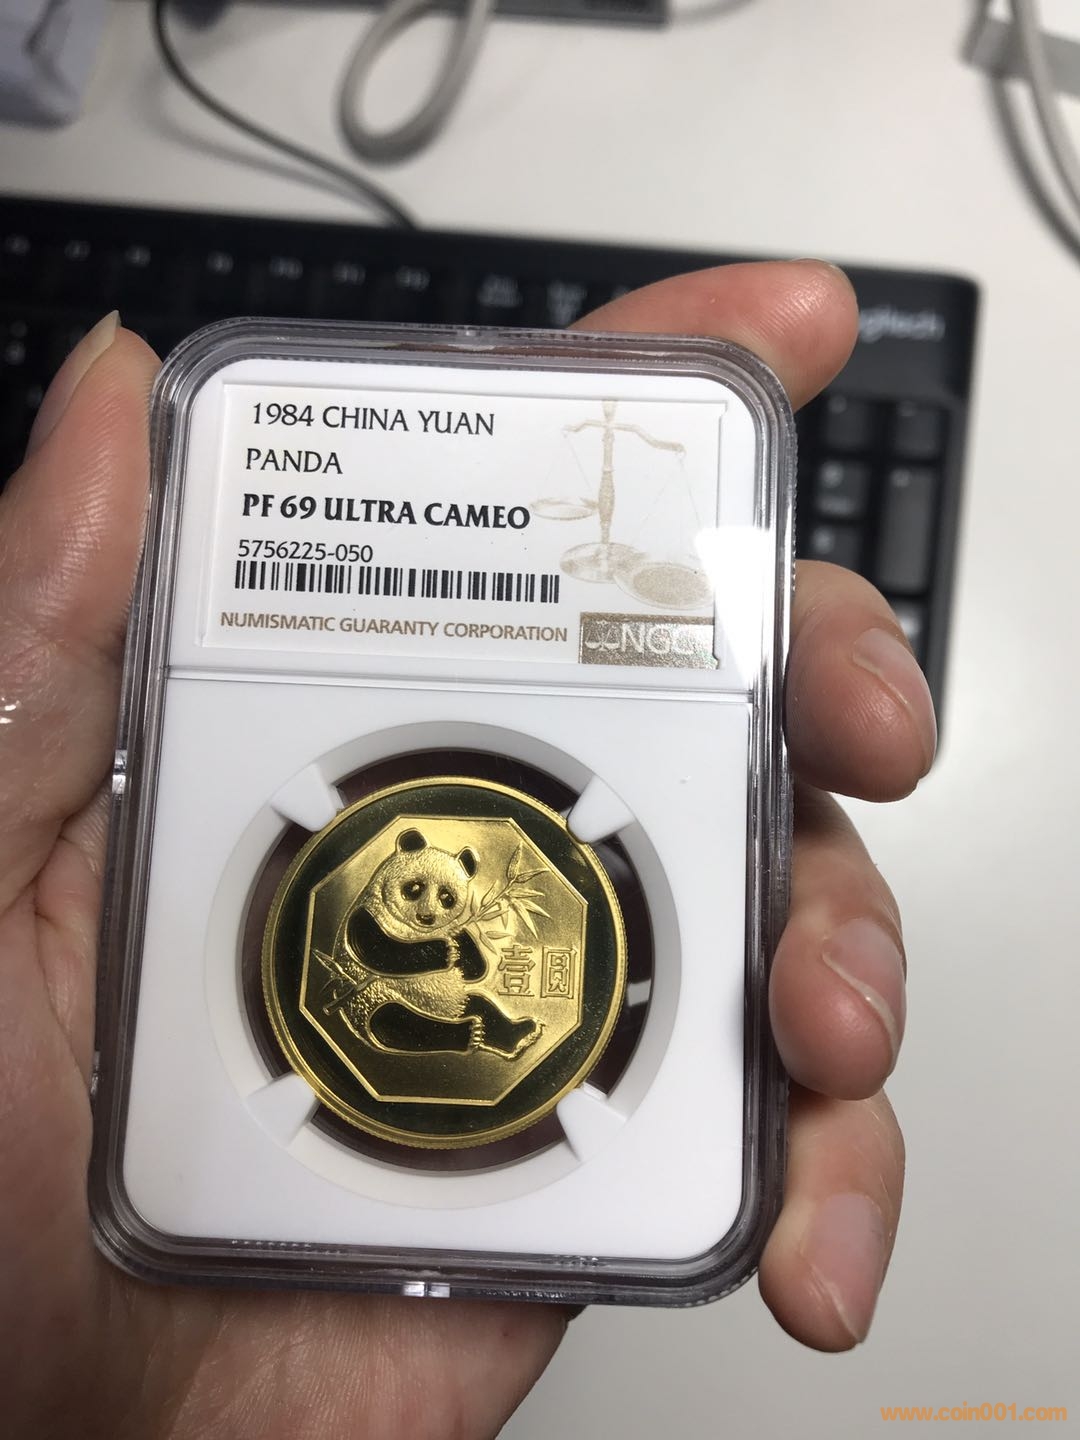 1984 CHINA YUAN
PANDA
PF 69 ULTRA CAMEO
5756225-050
NUMISMATIC GUARANTY CORPORATION
NGC
壹圓
www.coin001.com